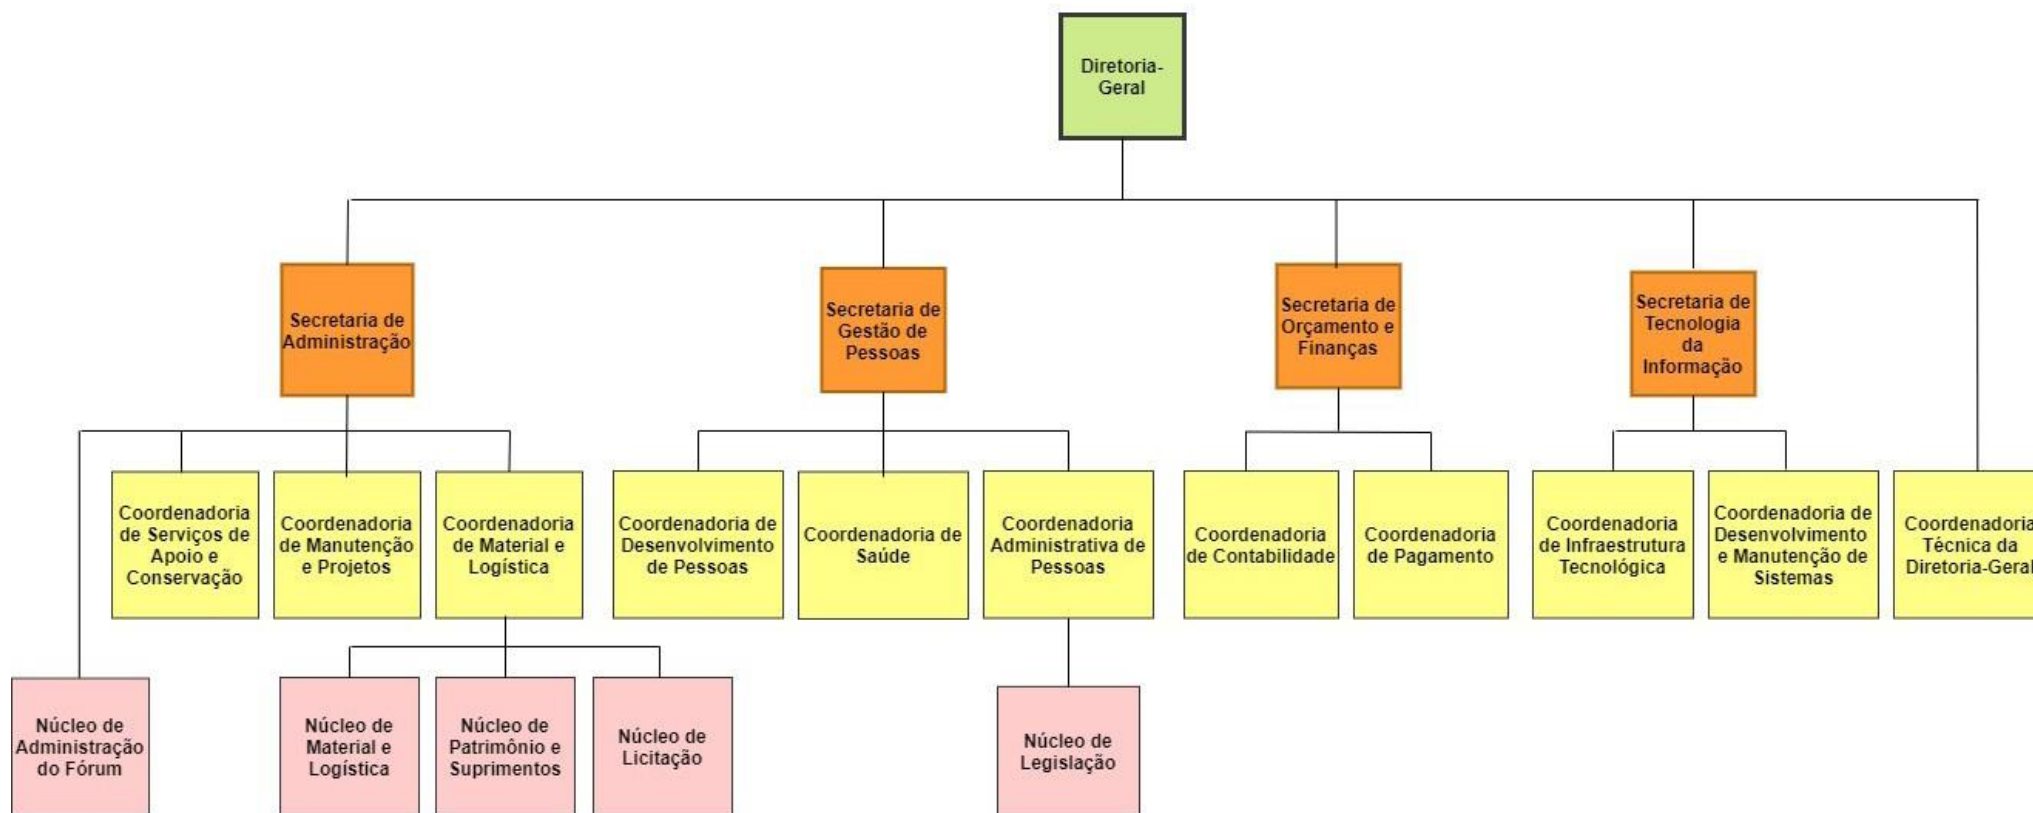 Diretoria-
Geral
Secretaria de
Administração
Secretaria de
Gestão de
Pessoas
Secretaria de
Orçamento e
Finanças
Secretaria de
Tecnologia
da
Informação
Coordenadoria
de Serviços de
Apoio e
Conservação
Coordenadoria
de Manutenção
e Projetos
Coordenadoria
de Material e
Logística
Coordenadoria de
Desenvolvimento
de Pessoas
Coordenadoria de
Saúde
Coordenadoria
Administrativa de
Pessoas
Coordenadoria
de Contabilidade
Coordenadoria
de Pagamento
Coordenadoria
de Infraestrutura
Tecnológica
Coordenadoria de
Desenvolvimento
e Manutenção de
Sistemas
Coordenadoria
Técnica da
Diretoria-Geral
Núcleo de
Administração
do Fórum
Núcleo de
Material e
Logística
Núcleo de
Patrimônio e
Suprimentos
Núcleo de
Licitação
Núcleo de
Legislação